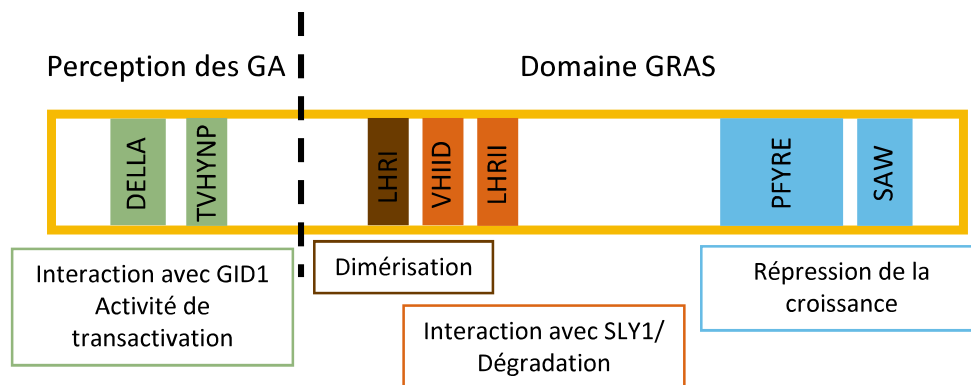 Perception des GA
Domaine GRAS
DELLA
TVHYNP
LHRI
VHIID
LHRII
PFYRE
SAW
Interaction avec GID1
Activité de
transactivation
Dimérisation
Interaction avec SLY1/
Dégradation
Répression de la
croissance